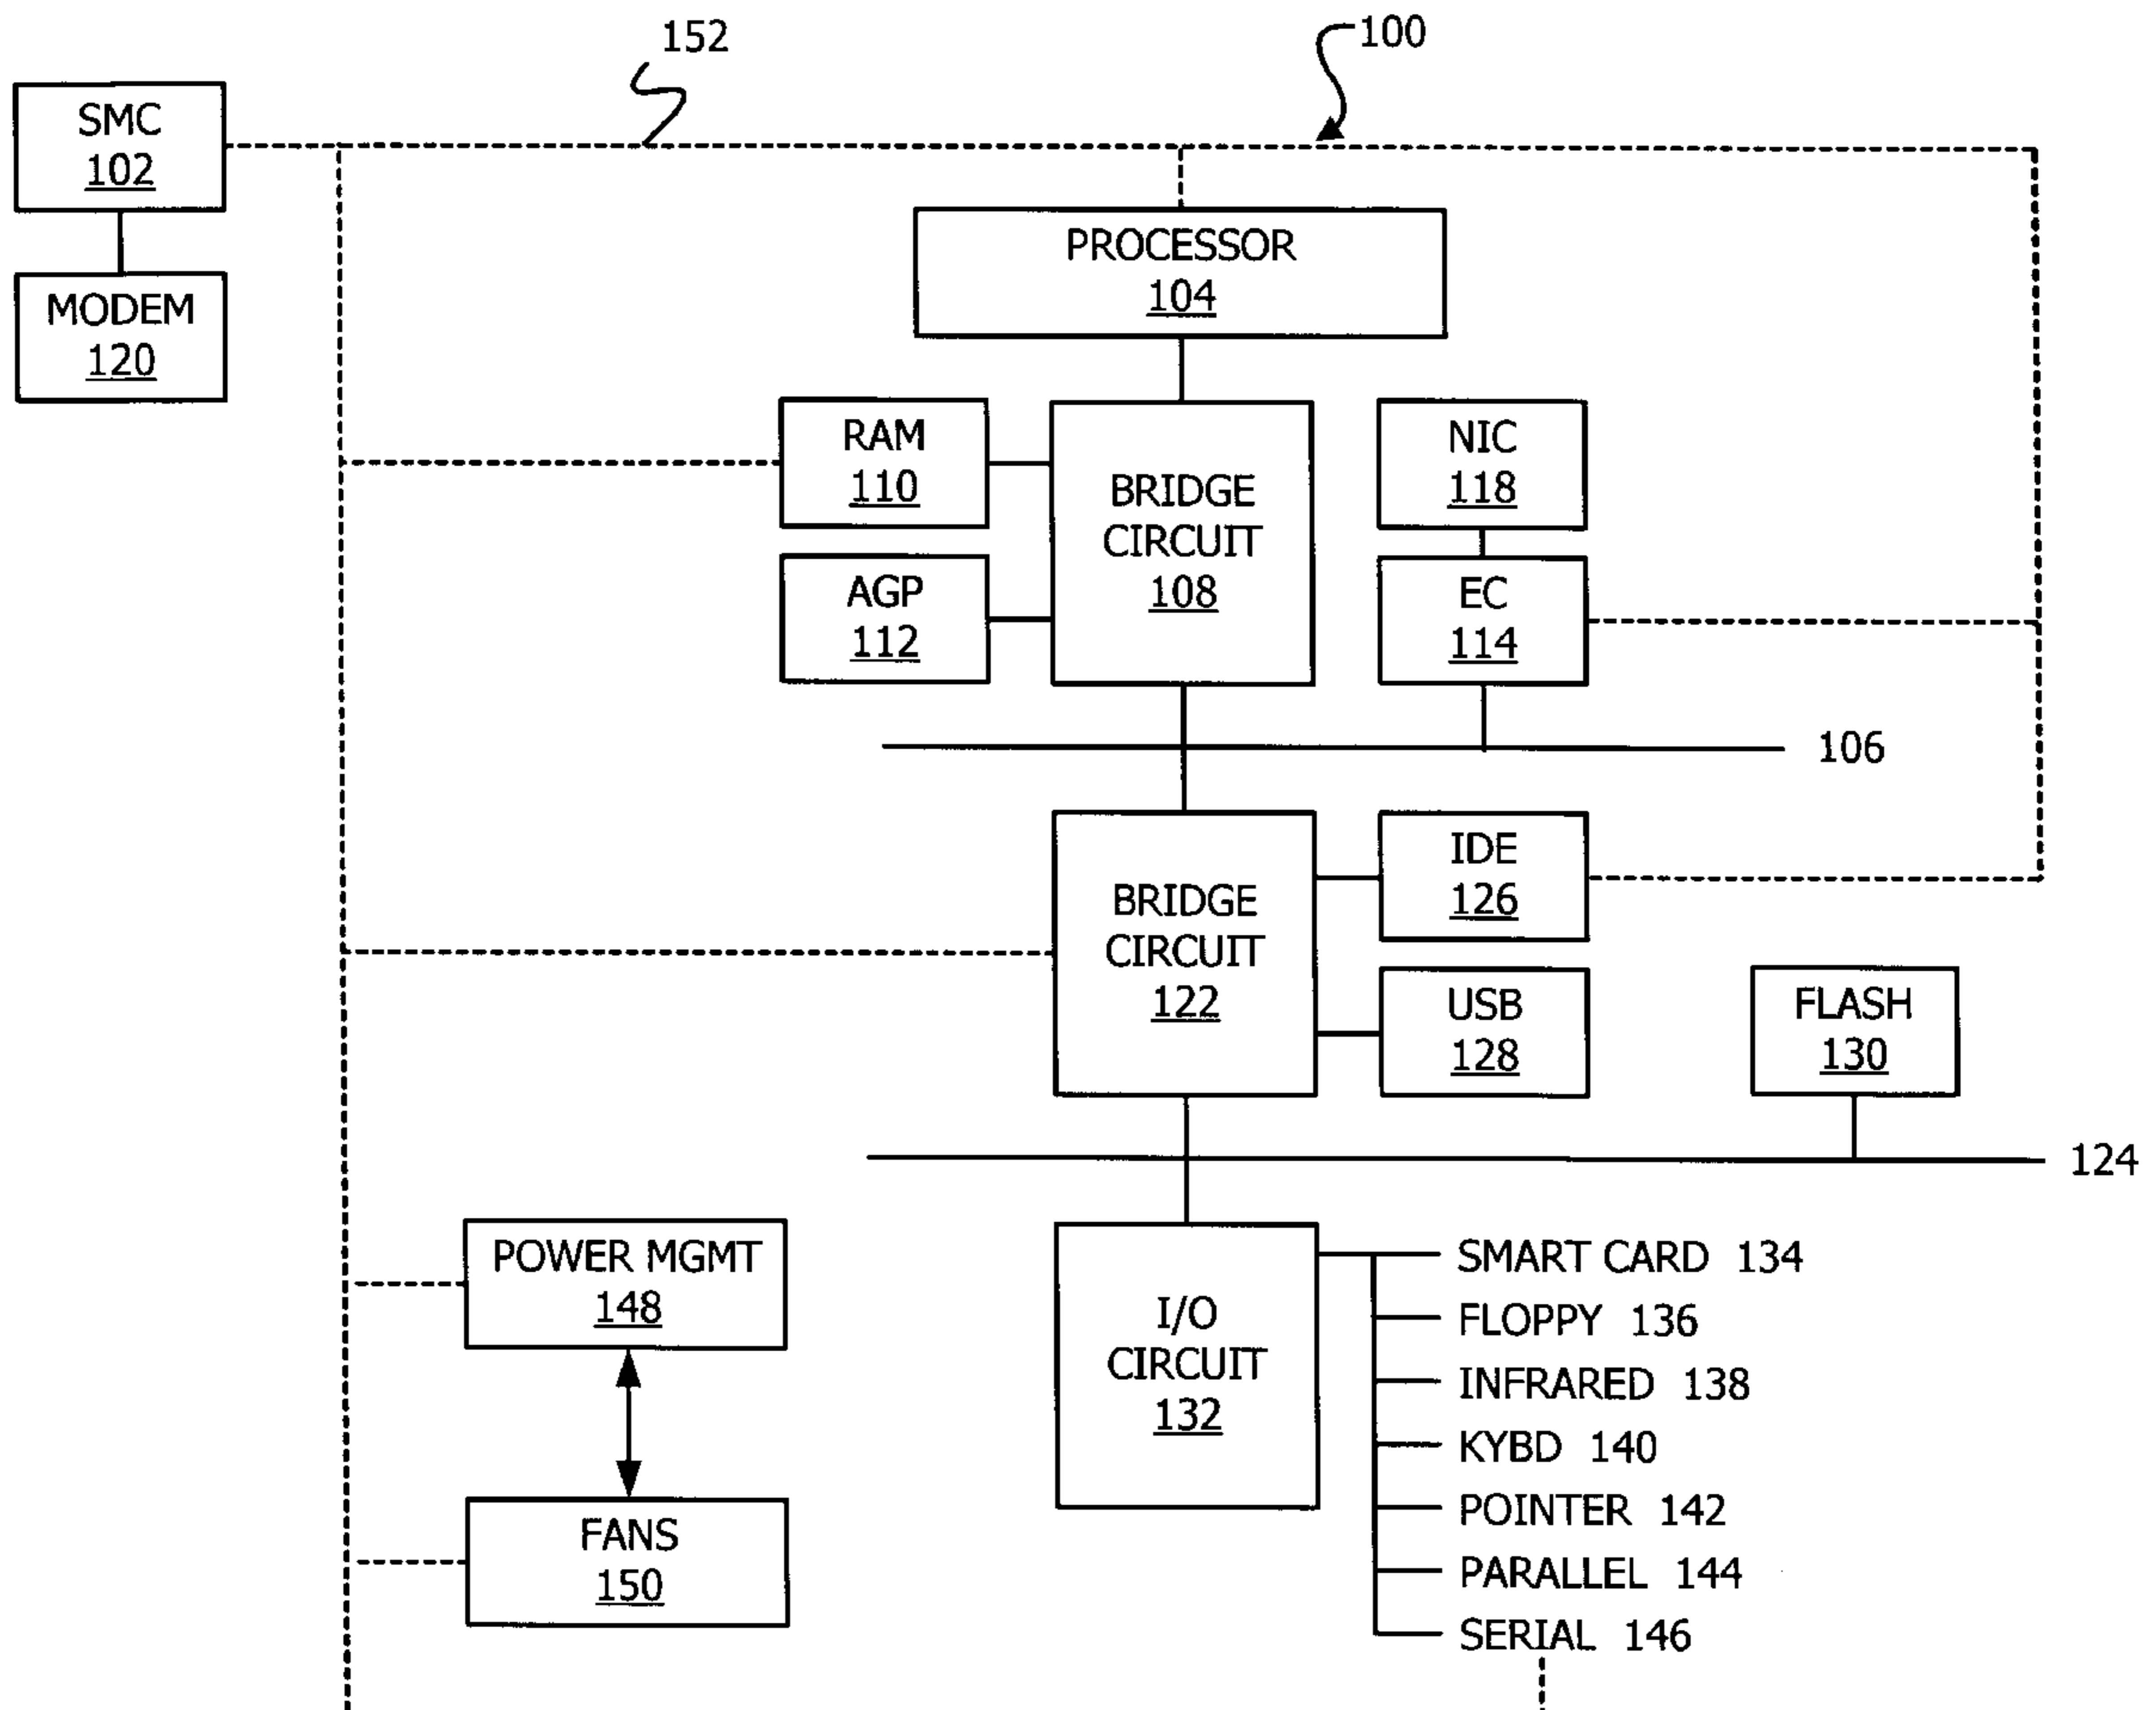 152
100
SMC
102
PROCESSOR
104
MODEM
120
RAM
110
BRIDGE
CIRCUIT
108
NIC
118
AGP
112
EC
114
106
BRIDGE
CIRCUIT
122
IDE
126
USB
128
FLASH
130
124
POWER MGMT
148
I/O
CIRCUIT
132
SMART CARD 134
FLOPPY 136
INFRARED 138
KYBD 140
POINTER 142
PARALLEL 144
SERIAL 146
FANS
150